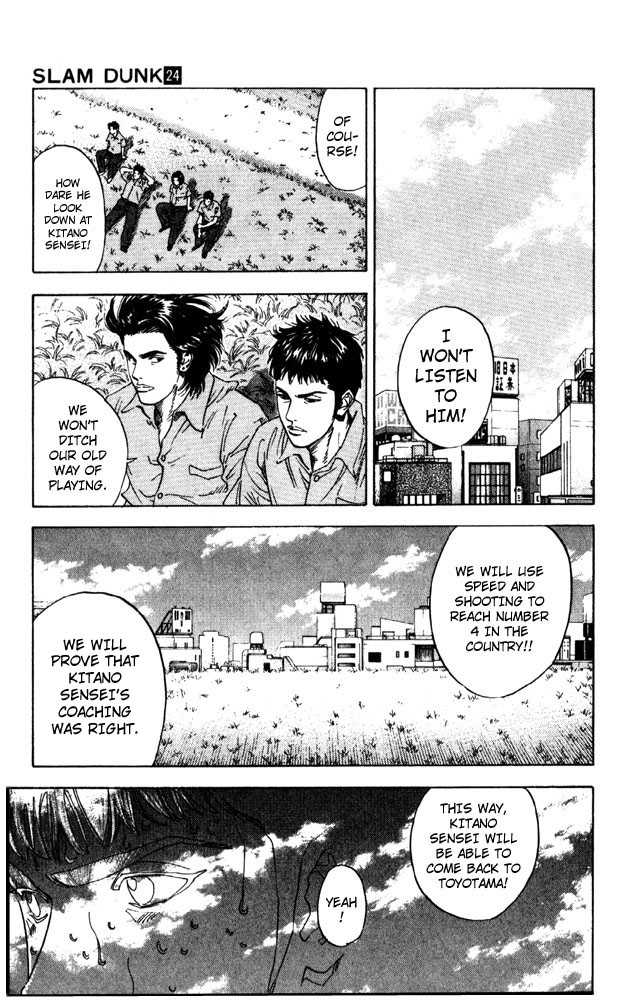 SLAM DUNK 24
I
WON'T
LISTEN
TO
HIM!
OF
COU-
RSE!
HOW
DARE HE
LOOK
DOWN AT
KITANO
SENSEI!
WE
WON'T
DITCH
OUR OLD
WAY OF
PLAYING.
WE WILL USE
SPEED AND
SHOOTING TO
REACH NUMBER
4 IN THE
COUNTRY!!
WE WILL
PROVE THAT
KITANO
SENSEI'S
COACHING
WAS RIGHT.
THIS WAY,
KITANO
SENSEI WILL
BE ABLE TO
COME BACK TO
TOYOTAMA!
YEAH
!